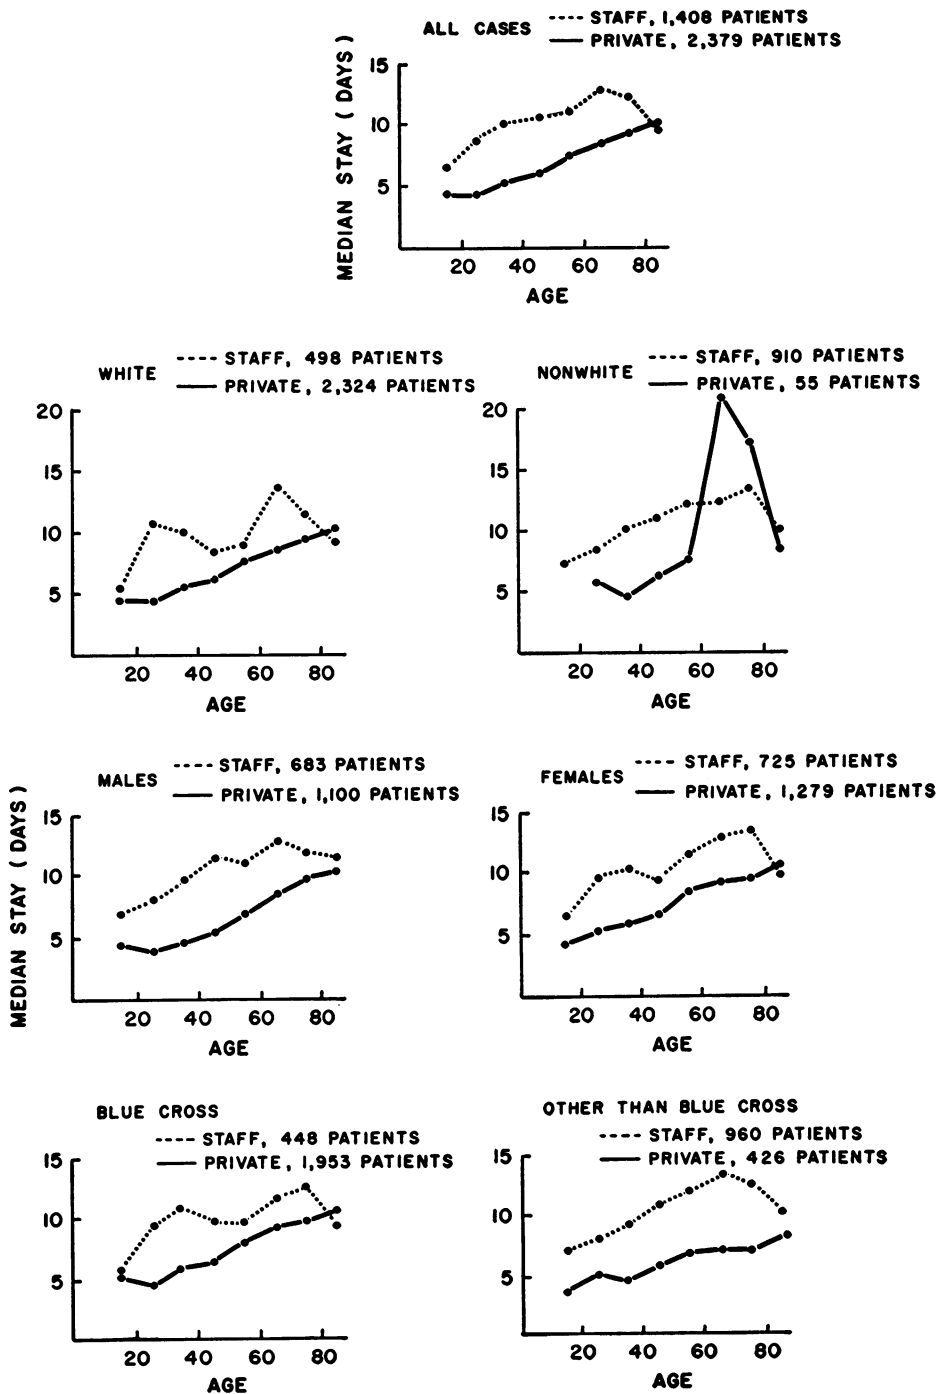 ALL CASES
STAFF, 1,408 PATIENTS
PRIVATE, 2,379 PATIENTS
MEDIAN STAY (DAYS)
15
10
5
20 40 60 80
AGE
WHITE
STAFF, 498 PATIENTS
PRIVATE, 2,324 PATIENTS
20
15
10
5
20 40 60 80
AGE
NONWHITE
STAFF, 910 PATIENTS
PRIVATE, 55 PATIENTS
20
15
10
5
20 40 60 80
AGE
MEDIAN STAY (DAYS)
MALES
STAFF, 683 PATIENTS
PRIVATE, 1,100 PATIENTS
15
10
5
20 40 60 80
AGE
FEMALES
STAFF, 725 PATIENTS
PRIVATE, 1,279 PATIENTS
15
10
5
20 40 60 80
AGE
BLUE CROSS
STAFF, 448 PATIENTS
PRIVATE, 1,953 PATIENTS
15
10
5
20 40 60 80
AGE
OTHER THAN BLUE CROSS
STAFF, 960 PATIENTS
PRIVATE, 426 PATIENTS
15
10
5
20 40 60 80
AGE